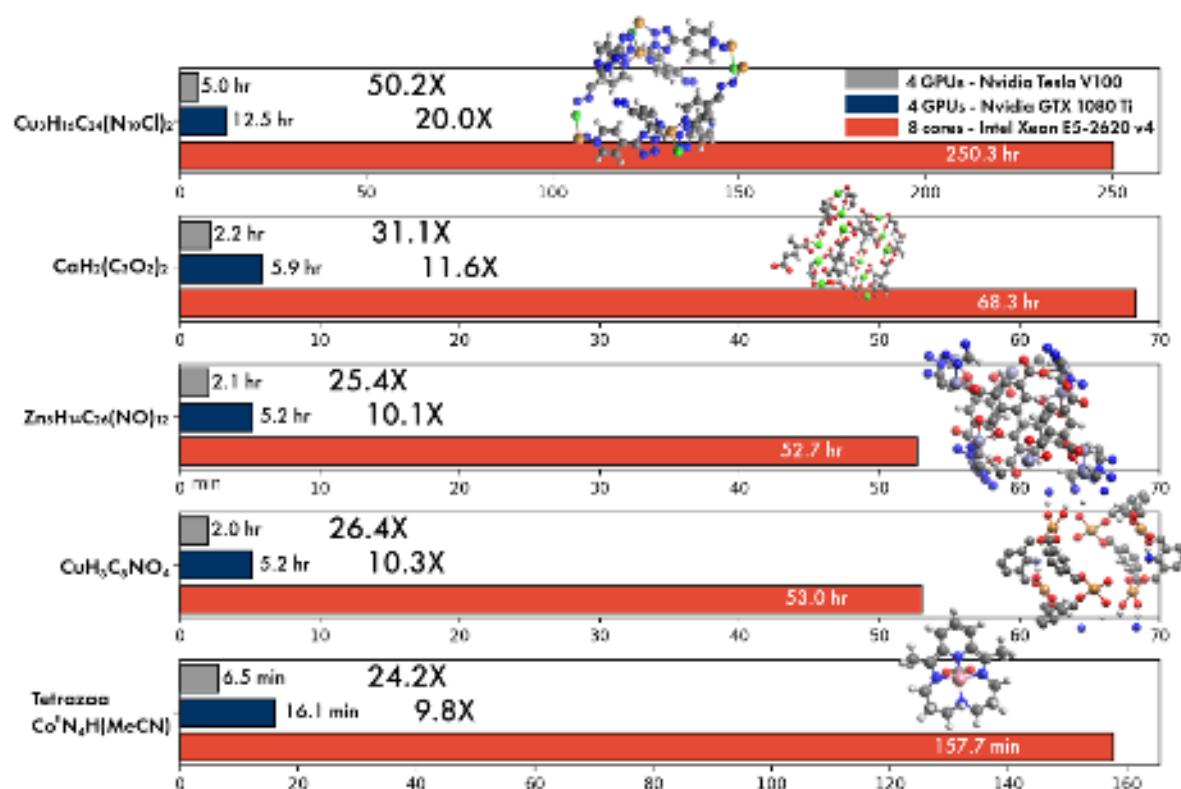 5.0 hr 50.2X
12.5 hr 20.0X
250.3 hr
4 GPUs - Nvidia Tesla V100
4 GPUs - Nvidia GTX 1080 Ti
8 cores - Intel Xeon E5-2620 v4
0 50 100 150 200 250
2.2 hr 31.1X
5.9 hr 11.6X
68.3 hr
0 10 20 30 40 50 60 70
2.1 hr 25.4X
5.2 hr 10.1X
52.7 hr
0 min 10 20 30 40 50 60 70
2.0 hr 26.4X
CuH₅C₅NO₄ 5.2 hr 10.3X
53.0 hr
0 10 20 30 40 50 60 70
6.5 min 24.2X
Tetrazaa 16.1 min 9.8X
157.7 min
0 20 40 60 80 100 120 140 160